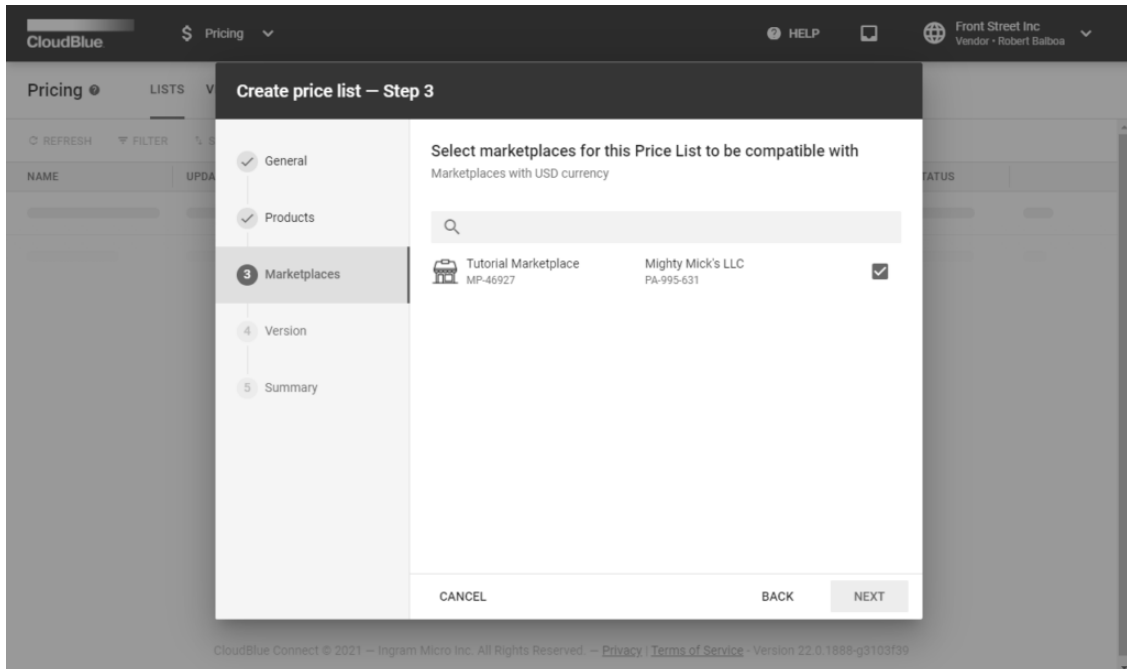 CloudBlue
$ Pricing
HELP
Front Street Inc
Vendor • Robert Balboa
Pricing
LISTS
V
Create price list — Step 3
REFRESH
FILTER
S
NAME
UPDA
TATUS
General
Products
3 Marketplaces
4 Version
5 Summary
Select marketplaces for this Price List to be compatible with
Marketplaces with USD currency
Tutorial Marketplace
MP-46927
Mighty Mick's LLC
PA-995-631
CANCEL
BACK
NEXT
CloudBlue Connect © 2021 — Ingram Micro Inc. All Rights Reserved. — Privacy | Terms of Service - Version 22.0.1888-g3103f39